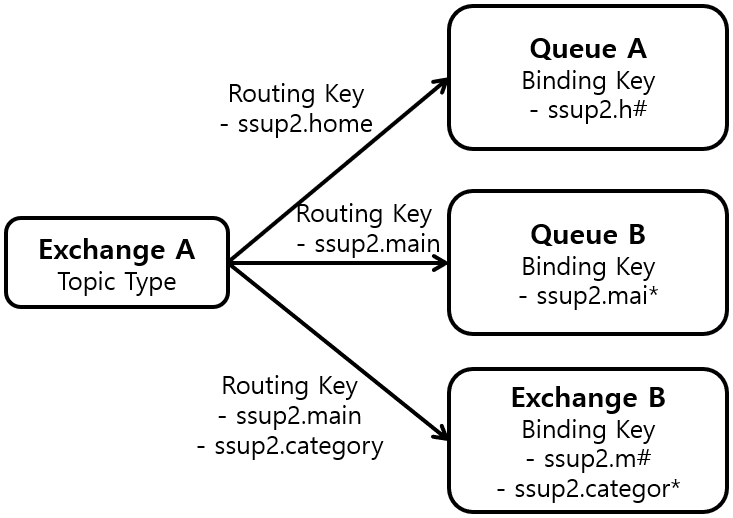 Exchange A
Topic Type
Routing Key
- ssup2.home
Routing Key
- ssup2.main
Routing Key
- ssup2.main
- ssup2.category
Queue A
Binding Key
- ssup2.h#
Queue B
Binding Key
- ssup2.mai*
Exchange B
Binding Key
- ssup2.m#
- ssup2.categor*